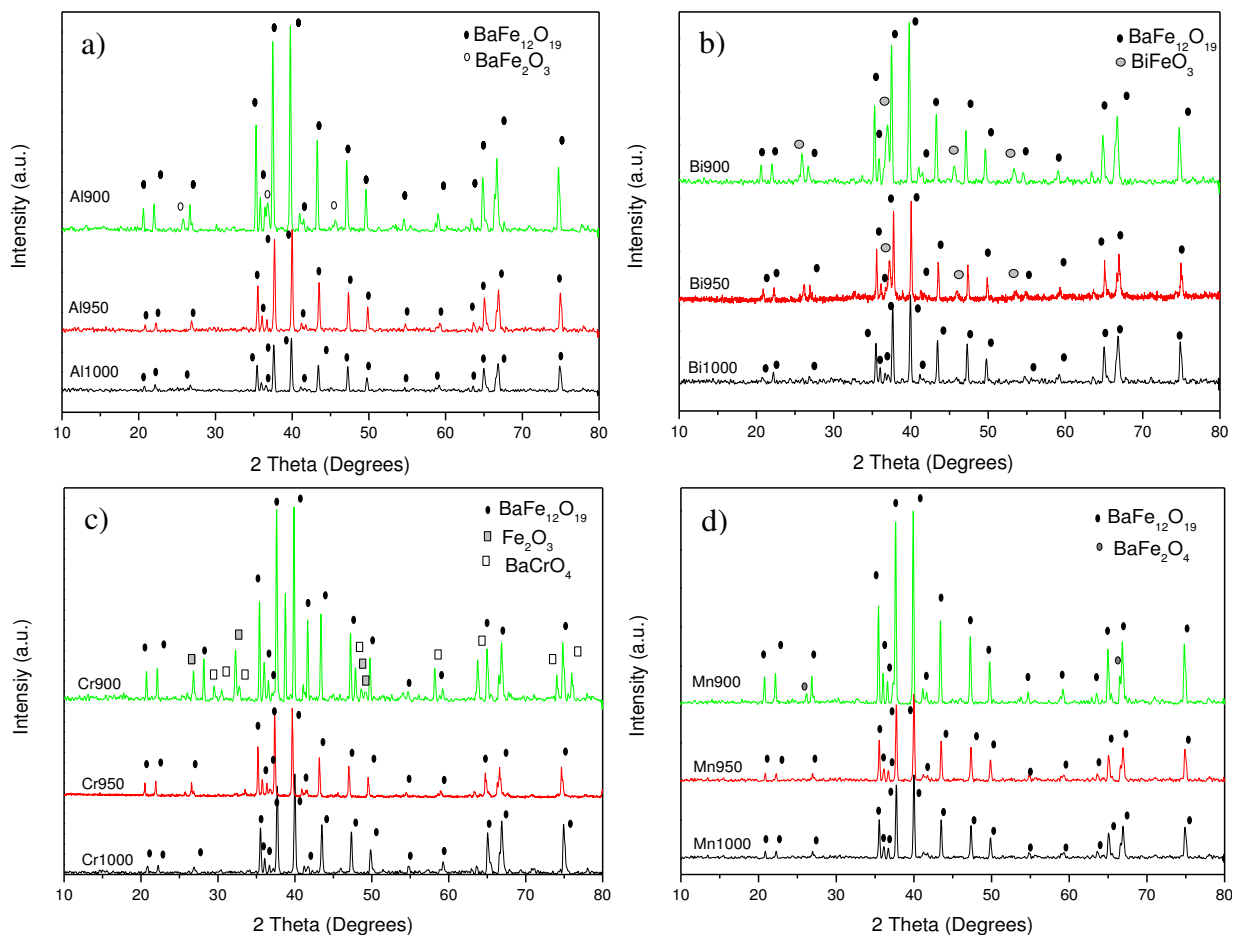 a)
BaFe₁₂O₁₉
BaFe₂O₃
Intensity (a.u.)
Al900
Al950
Al1000
10 20 30 40 50 60 70 80
2 Theta (Degrees)
b)
BaFe₁₂O₁₉
BiFeO₃
Intensity (a.u.)
Bi900
Bi950
Bi1000
10 20 30 40 50 60 70 80
2 Theta (Degrees)
c)
BaFe₁₂O₁₉
Fe₂O₃
BaCrO₄
Intensiy (a.u.)
Cr900
Cr950
Cr1000
10 20 30 40 50 60 70 80
2 Theta (Degrees)
d)
BaFe₁₂O₁₉
BaFe₂O₄
Intensity (a.u.)
Mn900
Mn950
Mn1000
10 20 30 40 50 60 70 80
2 Theta (Degrees)